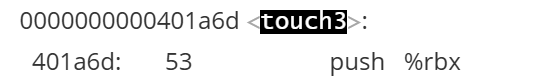 0000000000401a6d <touch3>:
401a6d: 53 push %rbx